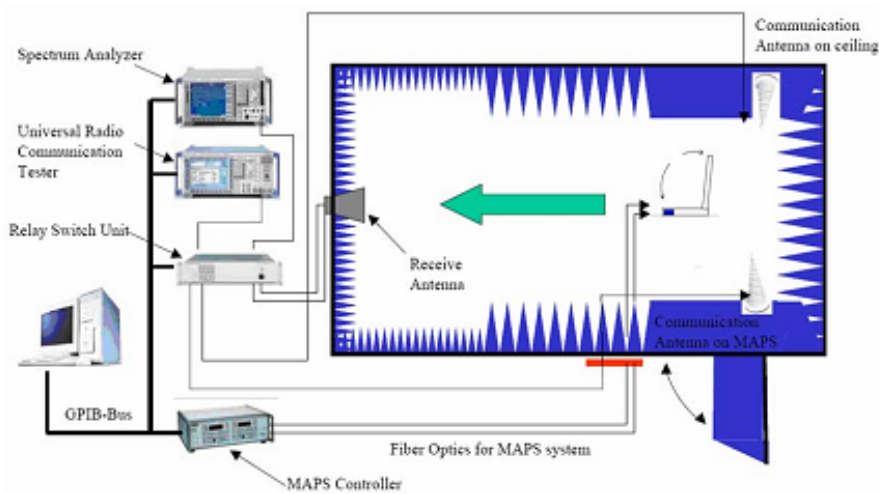 Communication
Antenna on ceiling
Spectrum Analyzer
Universal Radio
Communication
Tester
Relay Switch Unit
Receive
Antenna
Communication
Antenna on MAPS
GPIB-Bus
Fiber Optics for MAPS system
MAPS Controller